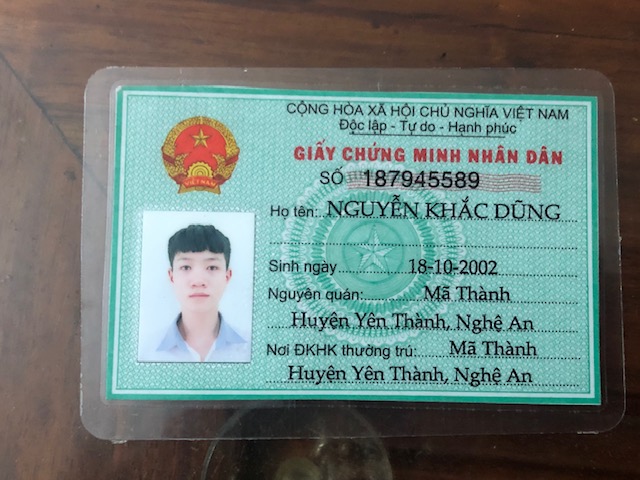 CỘNG HÒA XÃ HỘI CHỦ NGHĨA VIỆT NAM
Độc lập - Tự do - Hạnh phúc
GIẤY CHỨNG MINH NHÂN DÂN
SỐ 187945589
Họ tên: NGUYỄN KHẮC DŨNG
Sinh ngày 18-10-2002
Nguyên quán: Mã Thành
Huyện Yên Thành, Nghệ An
Nơi ĐKHK thường trú: Mã Thành
Huyện Yên Thành, Nghệ An
VIỆT NAM